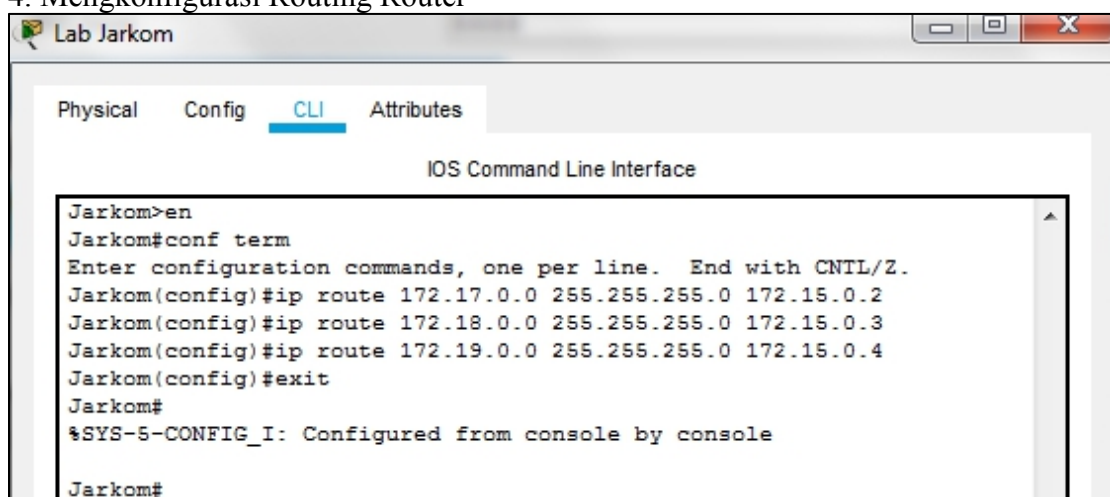 4. Mengkonfigurasi Routing Router
Lab Jarkom
Physical Config CLI Attributes
IOS Command Line Interface
Jarkom>en
Jarkom#conf term
Enter configuration commands, one per line.  End with CNTL/Z.
Jarkom(config)#ip route 172.17.0.0 255.255.255.0 172.15.0.2
Jarkom(config)#ip route 172.18.0.0 255.255.255.0 172.15.0.3
Jarkom(config)#ip route 172.19.0.0 255.255.255.0 172.15.0.4
Jarkom(config)#exit
Jarkom#
%SYS-5-CONFIG_I: Configured from console by console
Jarkom#